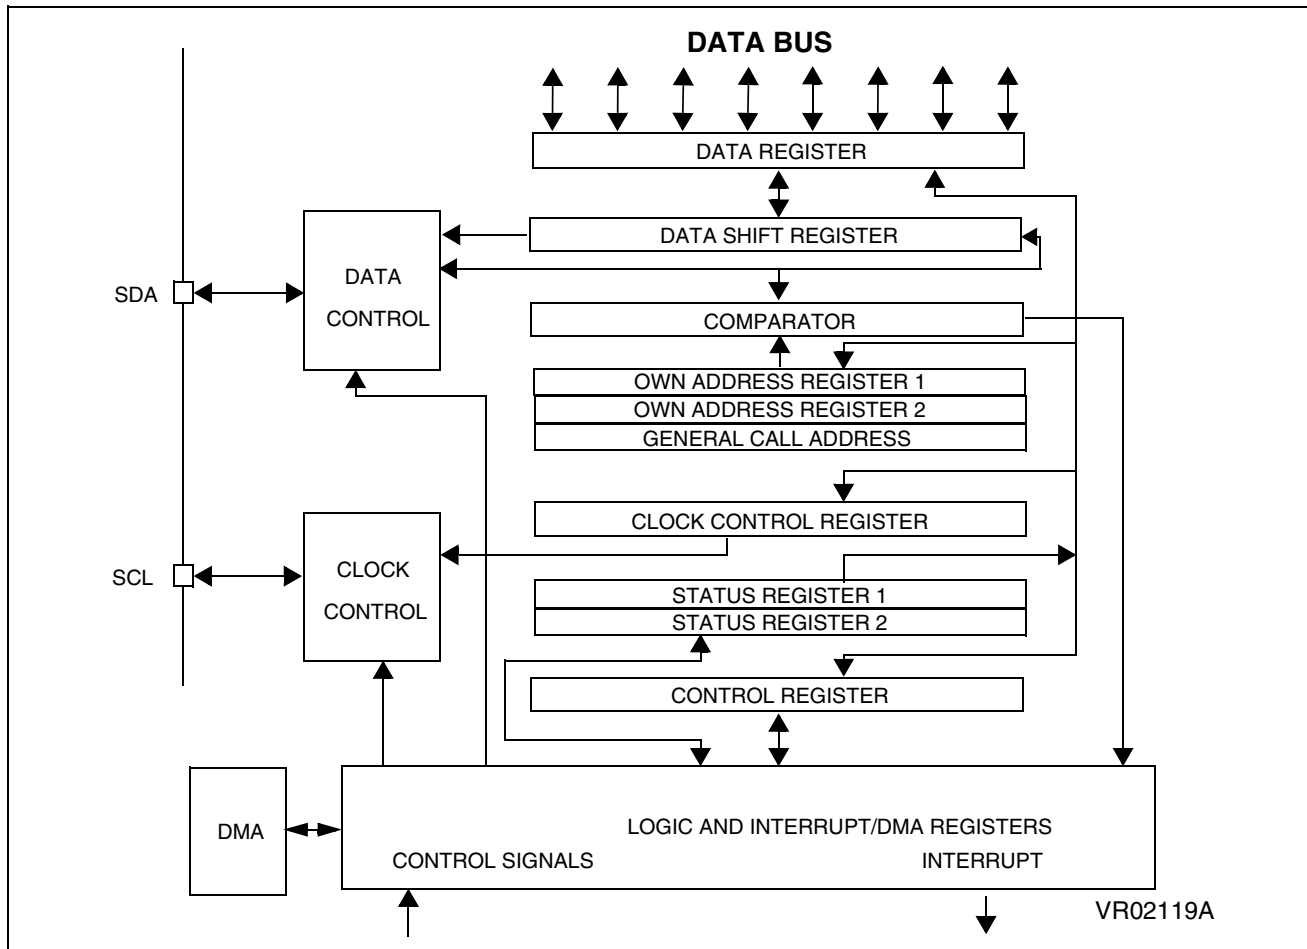 DATA BUS
DATA REGISTER
DATA SHIFT REGISTER
DATA
CONTROL
SDA
COMPARATOR
OWN ADDRESS REGISTER 1
OWN ADDRESS REGISTER 2
GENERAL CALL ADDRESS
CLOCK CONTROL REGISTER
SCL
CLOCK
CONTROL
STATUS REGISTER 1
STATUS REGISTER 2
CONTROL REGISTER
DMA
LOGIC AND INTERRUPT/DMA REGISTERS
CONTROL SIGNALS
INTERRUPT
VR02119A